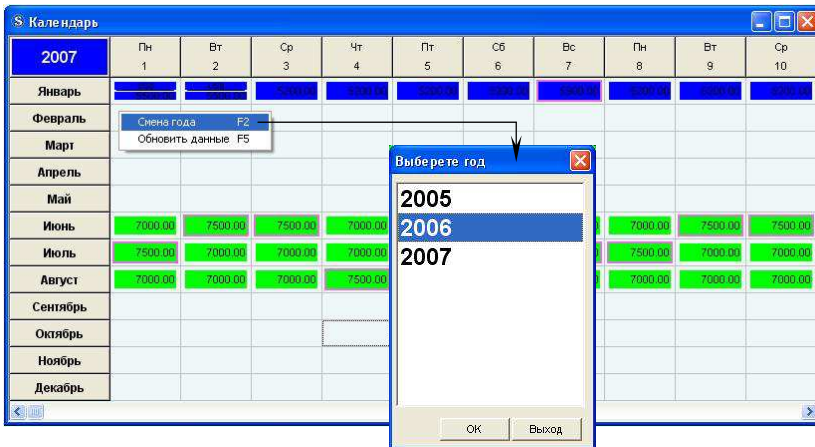 Календарь
2007 Пн Вт Ср Чт Пт Сб Вс Пн Вт Ср
1 2 3 4 5 6 7 8 9 10
Январь
Февраль
Смена года F2
Март
Обновить данные F5
Апрель
Выберете год
Май
2005
Июнь 7000.00 7500.00 7500.00 7000.00 7000.00 7500.00 7500.00
2006
Июль 7500.00 7000.00 7000.00 7000.00 7500.00 7000.00 7000.00
2007
Август 7000.00 7000.00 7000.00 7500.00 7000.00 7000.00 7000.00
Сентябрь
Октябрь
Ноябрь
Декабрь
OK Выход